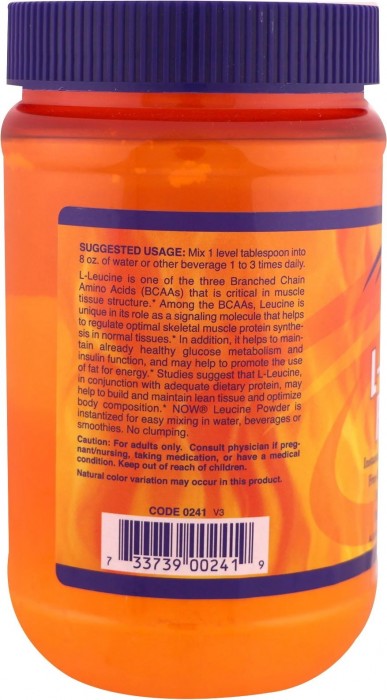 SUGGESTED USAGE: Mix 1 level tablespoon into
8 oz. of water or other beverage 1 to 3 times daily.
L-Leucine is one of the three Branched Chain
Amino Acids (BCAAs) that is critical in muscle
tissue structure.* Among the BCAAs, Leucine is
unique in its role as a signaling molecule that helps
to regulate optimal skeletal muscle protein synthe-
sis in normal tissues.* In addition, it helps to main-
tain already healthy glucose metabolism and
insulin function, and may help to promote the use
of fat for energy.* Studies suggest that L-Leucine,
in conjunction with adequate dietary protein, may
help to build and maintain lean tissue and optimize
body composition.* NOW® Leucine Powder is
instantized for easy mixing in water, beverages or
smoothies. No clumping.
Caution: For adults only. Consult physician if preg-
nant/nursing, taking medication, or have a medical
condition. Keep out of reach of children.
Natural color variation may occur in this product.
CODE 0241 V3
7 33739 00241 9